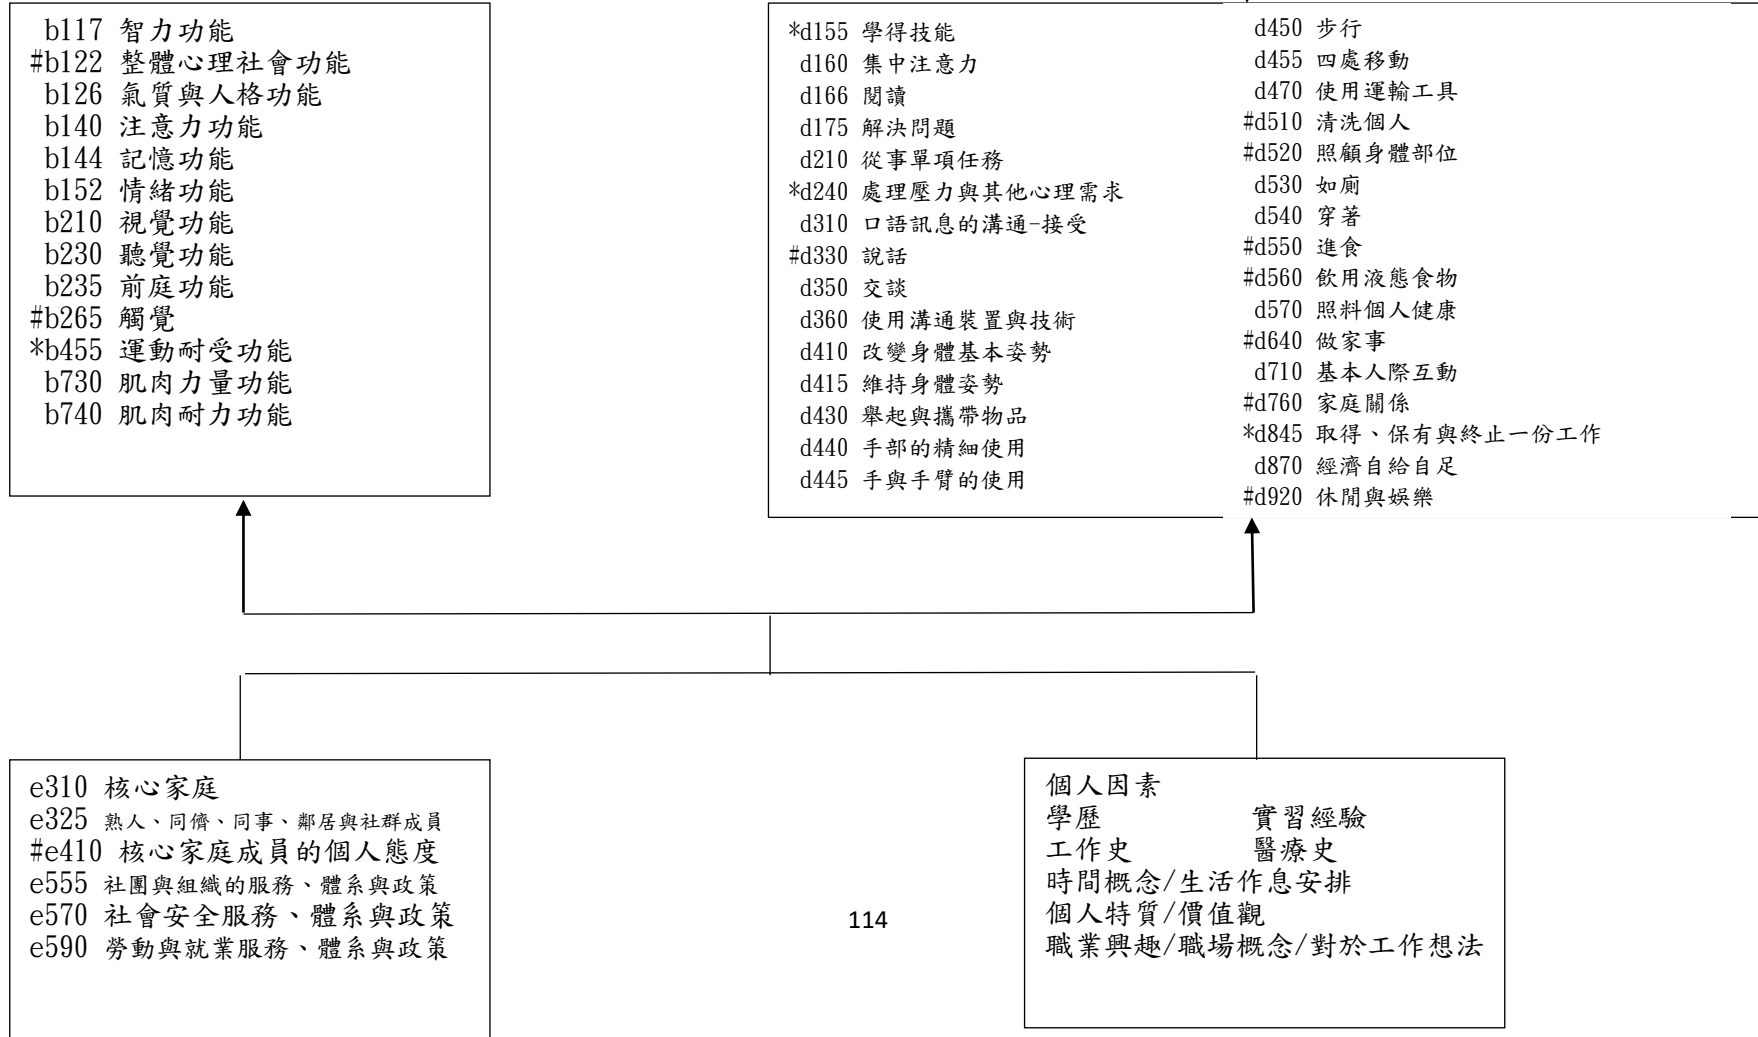 b117 智力功能
#b122 整體心理社會功能
b126 氣質與人格功能
b140 注意力功能
b144 記憶功能
b152 情緒功能
b210 視覺功能
b230 聽覺功能
b235 前庭功能
#b265 觸覺
*b455 運動耐受功能
b730 肌肉力量功能
b740 肌肉耐力功能
*d155 學得技能
d160 集中注意力
d166 閱讀
d175 解決問題
d210 從事單項任務
*d240 處理壓力與其他心理需求
d310 口語訊息的溝通-接受
#d330 說話
d350 交談
d360 使用溝通裝置與技術
d410 改變身體基本姿勢
d415 維持身體姿勢
d430 舉起與攜帶物品
d440 手部的精細使用
d445 手與手臂的使用
d450 步行
d455 四處移動
d470 使用運輸工具
#d510 清洗個人
#d520 照顧身體部位
d530 如廁
d540 穿著
#d550 進食
#d560 飲用液態食物
d570 照料個人健康
#d640 做家事
d710 基本人際互動
#d760 家庭關係
*d845 取得、保有與終止一份工作
d870 經濟自給自足
#d920 休閒與娛樂
e310 核心家庭
e325 熟人、同儕、同事、鄰居與社群成員
#e410 核心家庭成員的個人態度
e555 社團與組織的服務、體系與政策
e570 社會安全服務、體系與政策
e590 勞動與就業服務、體系與政策
個人因素
學歷 實習經驗
工作史 醫療史
時間概念/生活作息安排
個人特質/價值觀
職業興趣/職場概念/對於工作想法
114